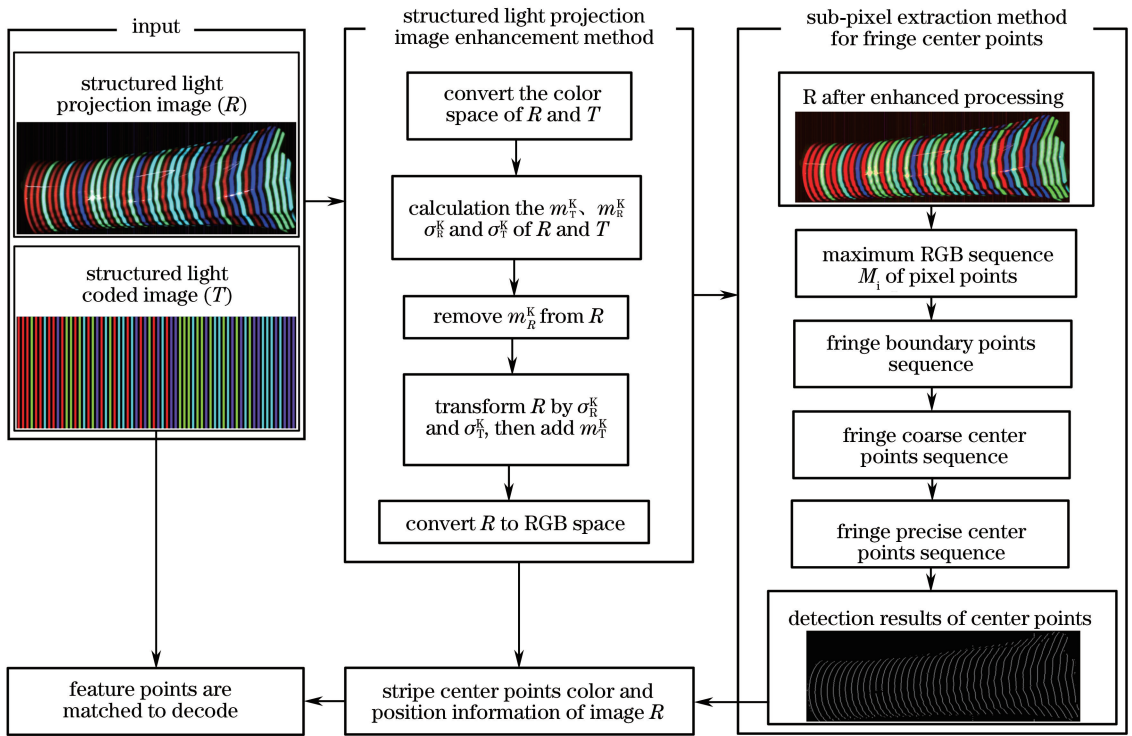 input
structured light
projection image (R)
structured light
coded image (T)
structured light projection
image enhancement method
convert the color
space of R and T
calculation the m_T^K、m_R^K
σ_R^K and σ_T^K of R and T
remove m_R^K from R
transform R by σ_R^K
and σ_T^K, then add m_T^K
convert R to RGB space
sub-pixel extraction method
for fringe center points
R after enhanced processing
maximum RGB sequence
M_i of pixel points
fringe boundary points
sequence
fringe coarse center
points sequence
fringe precise center
points sequence
detection results of center points
feature points are
matched to decode
stripe center points color and
position information of image R